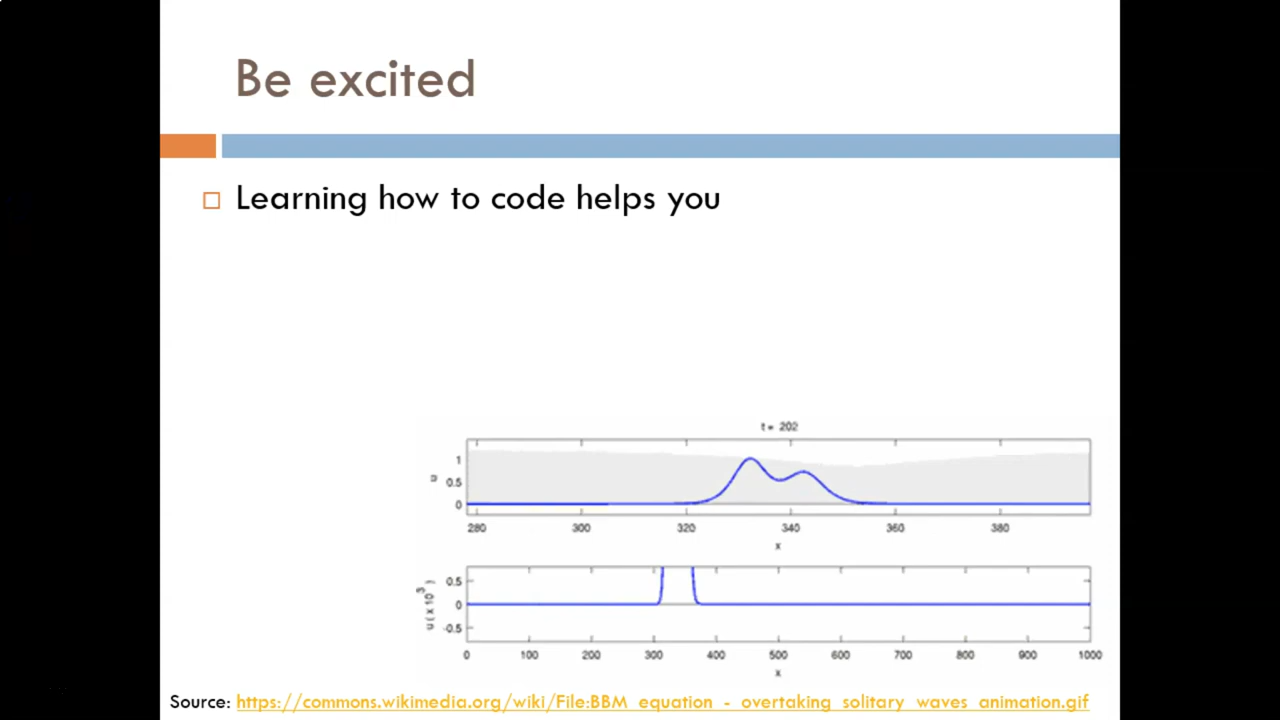 Be excited
Learning how to code helps you
t = 202
u
1
0.5
0
280 300 320 340 360 380
x
u ( x 10^3 )
0.5
0
-0.5
0 100 200 300 400 500 600 700 800 900 1000
x
Source: https://commons.wikimedia.org/wiki/File:BBM_equation_-_overtaking_solitary_waves_animation.gif